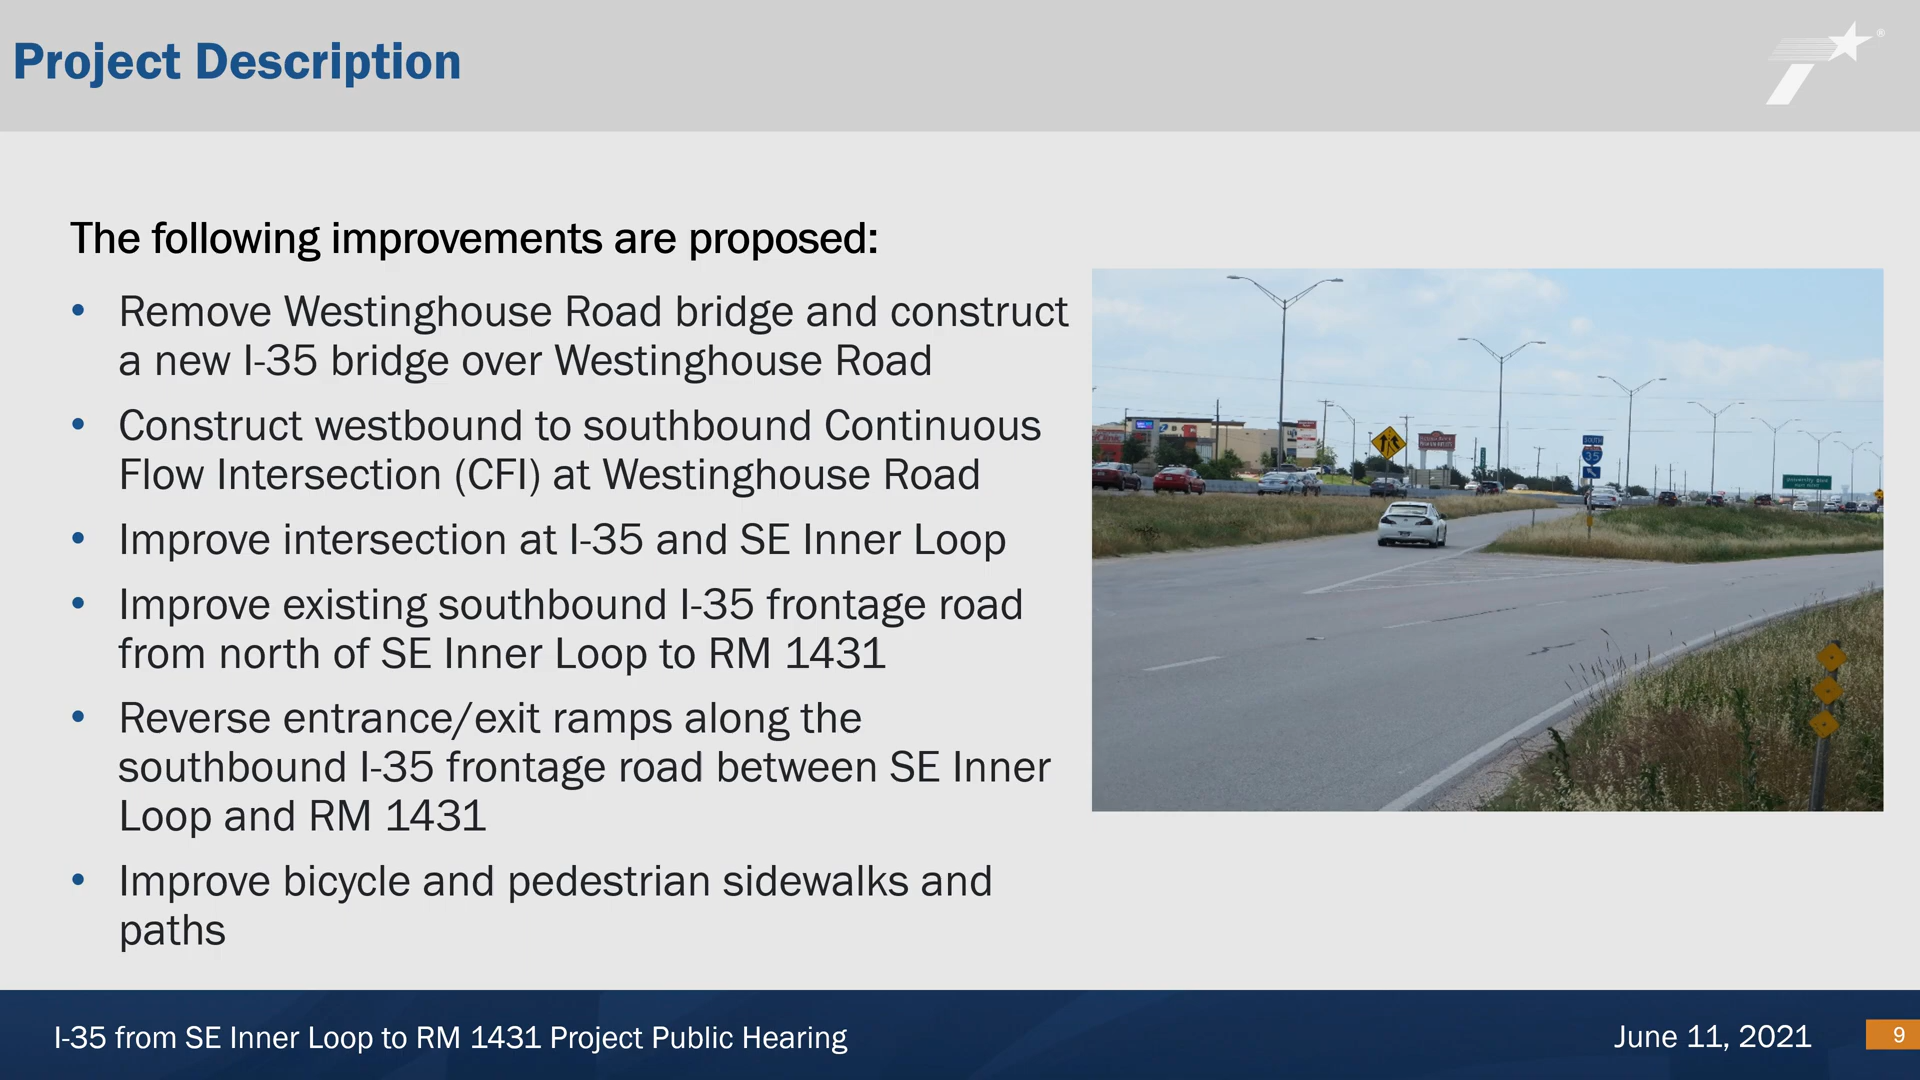 Project Description
®
The following improvements are proposed:
• Remove Westinghouse Road bridge and construct
a new I-35 bridge over Westinghouse Road
• Construct westbound to southbound Continuous
Flow Intersection (CFI) at Westinghouse Road
• Improve intersection at I-35 and SE Inner Loop
• Improve existing southbound I-35 frontage road
from north of SE Inner Loop to RM 1431
• Reverse entrance/exit ramps along the
southbound I-35 frontage road between SE Inner
Loop and RM 1431
• Improve bicycle and pedestrian sidewalks and
paths
SOUTH
35
University Blvd
I-35 from SE Inner Loop to RM 1431 Project Public Hearing
June 11, 2021
9